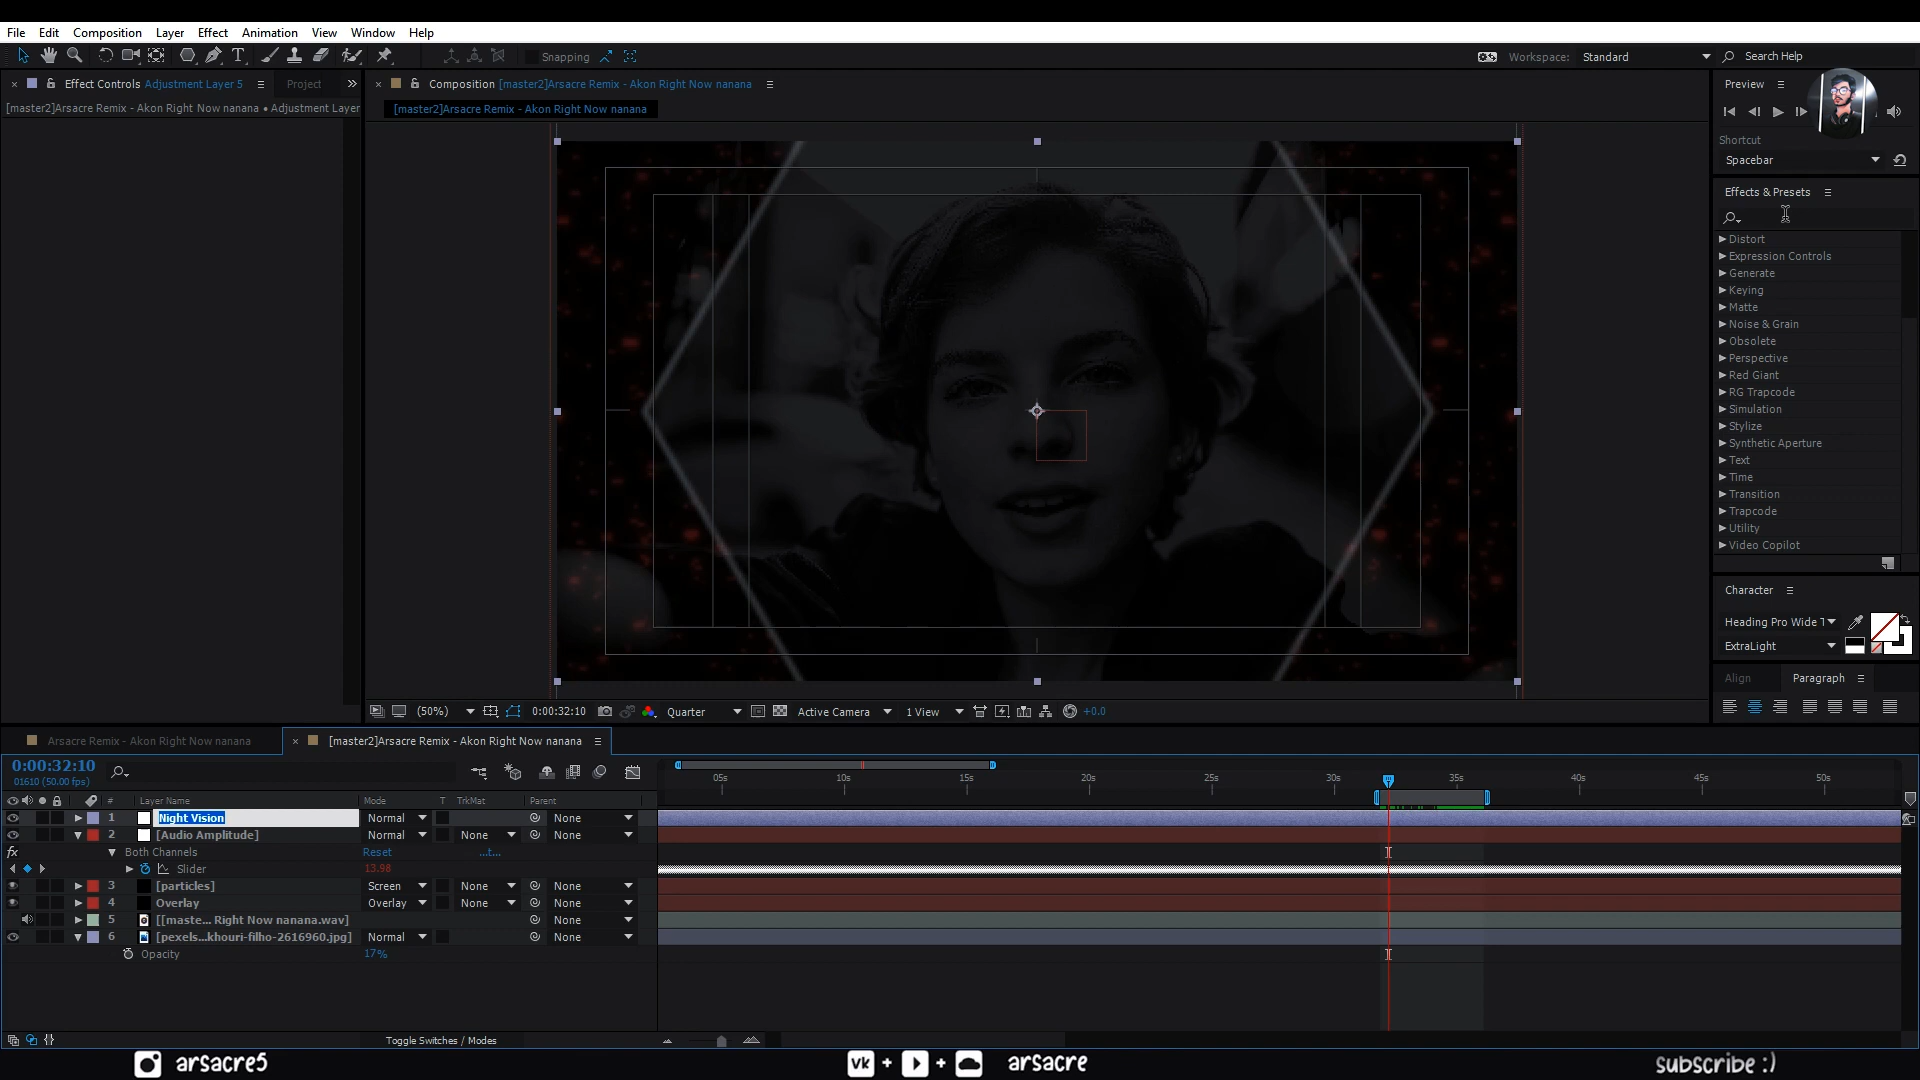 File Edit Composition Layer Effect Animation View Window Help
Snapping
Workspace: Standard
Search Help
Effect Controls Adjustment Layer 5
Project
[master2]Arsacre Remix - Akon Right Now nanana • Adjustment Layer
Composition [master2]Arsacre Remix - Akon Right Now nanana
[master2]Arsacre Remix - Akon Right Now nanana
Preview
Shortcut
Spacebar
Effects & Presets
Distort
Expression Controls
Generate
Keying
Matte
Noise & Grain
Obsolete
Perspective
Red Giant
RG Trapcode
Simulation
Stylize
Synthetic Aperture
Text
Time
Transition
Trapcode
Utility
Video Copilot
Character
Heading Pro Wide T
ExtraLight
Align
Paragraph
(50%) 0:00:32:10 Quarter Active Camera 1 View +0.0
Arsacre Remix - Akon Right Now nanana
[master2]Arsacre Remix - Akon Right Now nanana
0:00:32:10
01610 (50.00 fps)
05s 10s 15s 20s 25s 30s 35s 40s 45s 50s
# Layer Name Mode T TrkMat Parent
1 Night Vision Normal None
2 [Audio Amplitude] Normal None None
fx Both Channels Reset ...t...
Slider 13.98
3 [particles] Screen None None
4 Overlay Overlay None None
5 [[maste... Right Now nanana.wav] None
6 [pexels...khouri-filho-2616960.jpg] Normal None
Opacity 17%
Toggle Switches / Modes
arsacre5
vk + + arsacre
subscribe :)